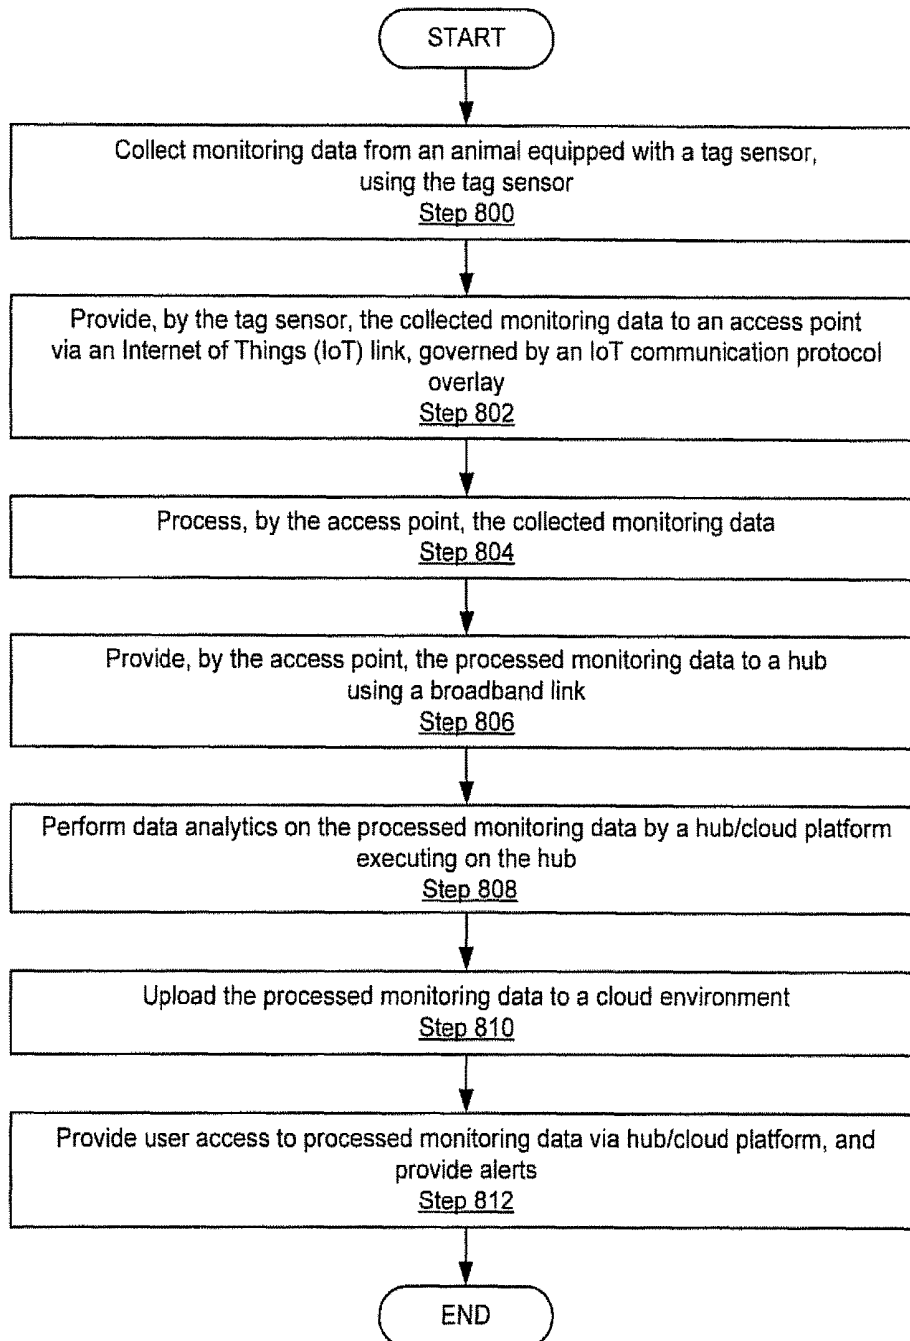 START
Collect monitoring data from an animal equipped with a tag sensor,
using the tag sensor
Step 800
Provide, by the tag sensor, the collected monitoring data to an access point
via an Internet of Things (IoT) link, governed by an IoT communication protocol
overlay
Step 802
Process, by the access point, the collected monitoring data
Step 804
Provide, by the access point, the processed monitoring data to a hub
using a broadband link
Step 806
Perform data analytics on the processed monitoring data by a hub/cloud platform
executing on the hub
Step 808
Upload the processed monitoring data to a cloud environment
Step 810
Provide user access to processed monitoring data via hub/cloud platform, and
provide alerts
Step 812
END